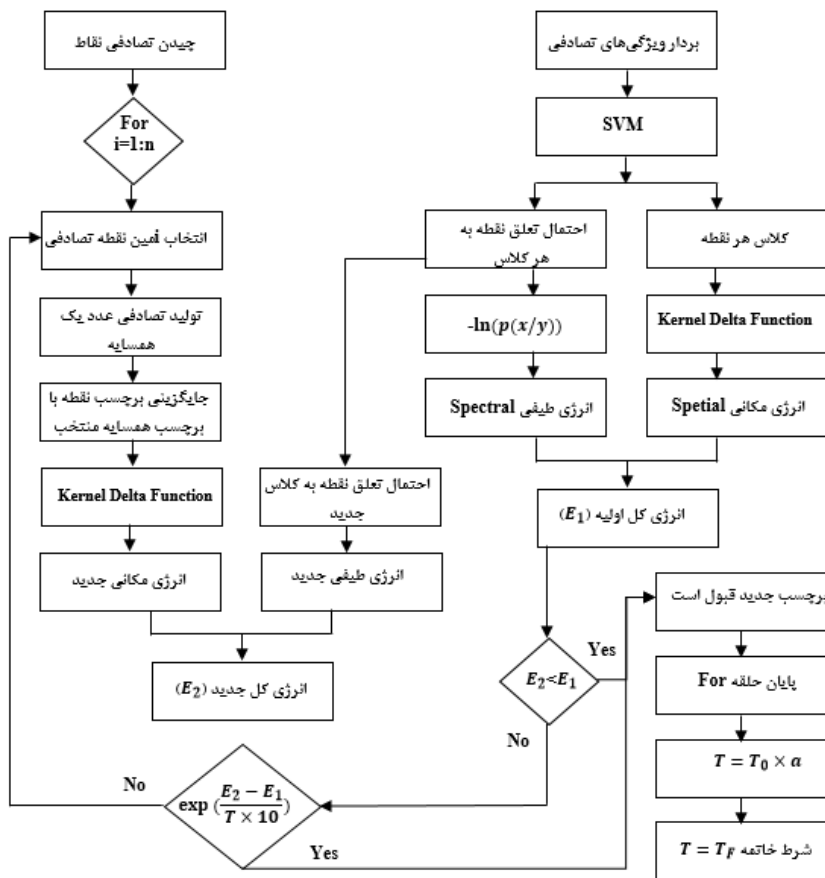 چیدن تصادفی نقاط
For
i=1:n
انتخاب iمین نقطه تصادفی
تولید تصادفی عدد یک
همسایه
جایگزینی برچسب نقطه با
برچسب همسایه منتخب
Kernel Delta Function
انرژی مکانی جدید
احتمال تعلق نقطه به کلاس
جدید
انرژی طیفی جدید
انرژی کل جدید (E₂)
بردار ویژگی‌های تصادفی
SVM
احتمال تعلق نقطه به
هر کلاس
-ln(p(x/y))
انرژی طیفی Spectral
کلاس هر نقطه
Kernel Delta Function
انرژی مکانی Spetial
انرژی کل اولیه (E₁)
E₂<E₁
Yes
No
exp (E₂ − E₁ / T × 10)
No
Yes
برچسب جدید قبول است
پایان حلقه For
T = T₀ × a
شرط خاتمه T = T_F